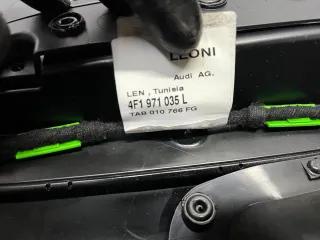 LEONI
Audi AG.
LEN , Tunisia
4F1 971 035 L
TAB 010 766 FG